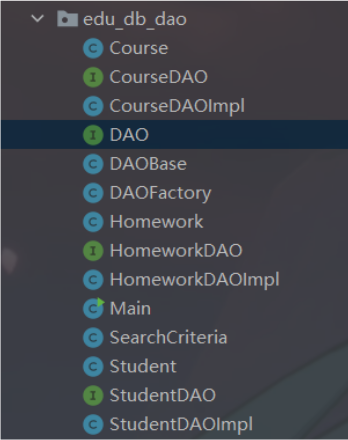 edu_db_dao
C Course
I CourseDAO
C CourseDAOImpl
I DAO
C DAOBase
C DAOFactory
C Homework
I HomeworkDAO
C HomeworkDAOImpl
C Main
C SearchCriteria
C Student
I StudentDAO
C StudentDAOImpl